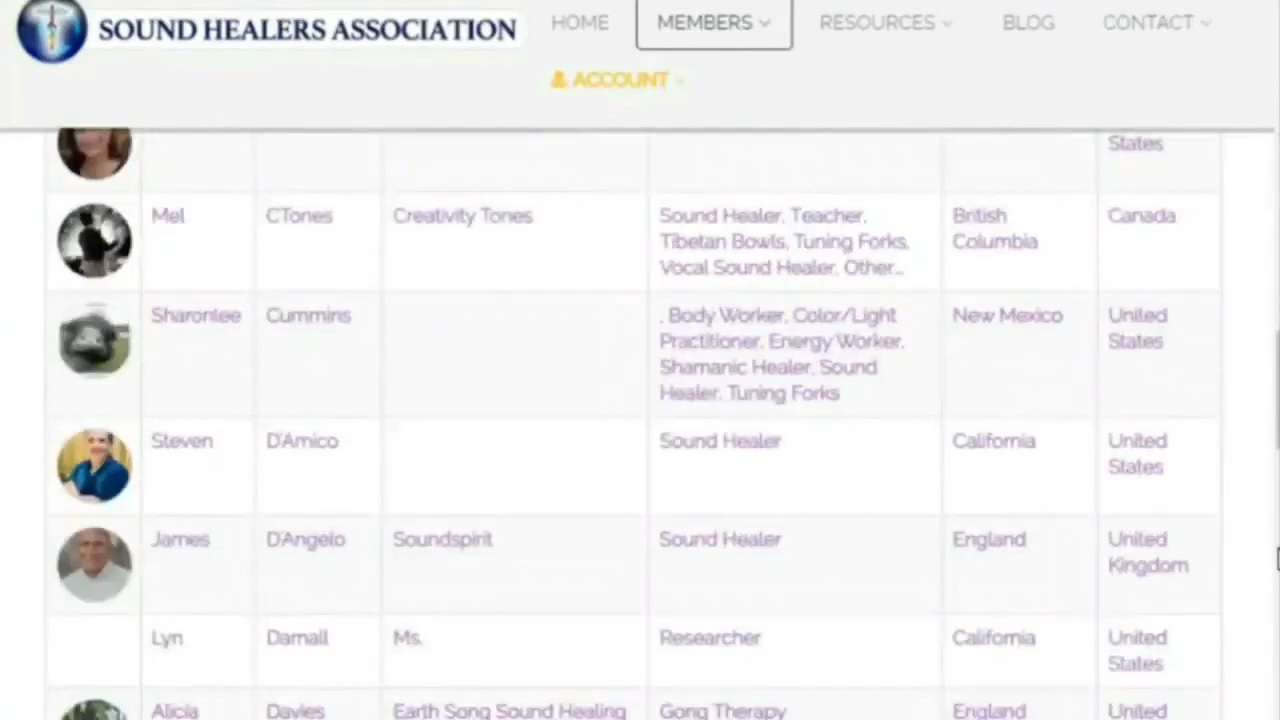 SOUND HEALERS ASSOCIATION
HOME MEMBERS RESOURCES BLOG CONTACT
ACCOUNT
States
Mel CTones Creativity Tones Sound Healer, Teacher, British Canada
Tibetan Bowls, Tuning Forks, Columbia
Vocal Sound Healer, Other...
Sharonlee Cummins , Body Worker, Color/Light New Mexico United
Practitioner, Energy Worker, States
Shamanic Healer, Sound
Healer, Tuning Forks
Steven D'Amico Sound Healer California United
States
James D'Angelo Soundspirit Sound Healer England United
Kingdom
Lyn Darnall Ms. Researcher California United
States
Alicia Davies Earth Song Sound Healing Gong Therapy England United